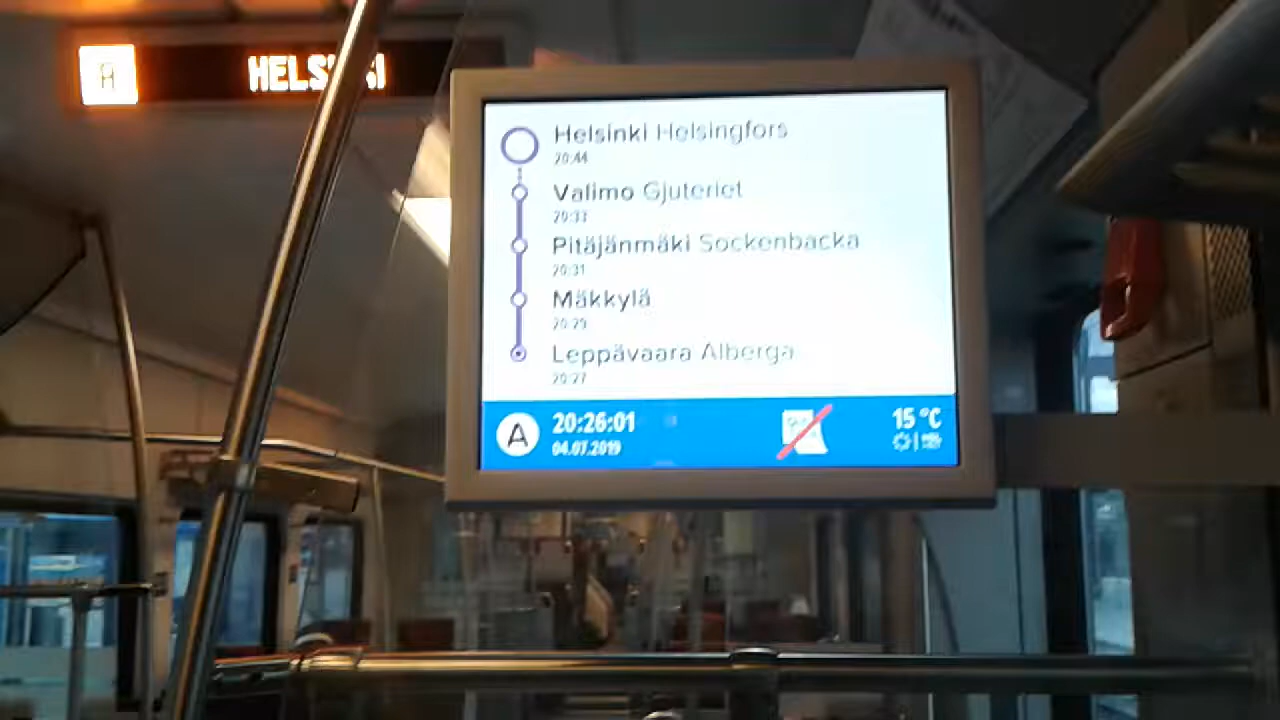 A HELSINKI
Helsinki Helsingfors
20:44
Valimo Gjuteriet
20:33
Pitäjänmäki Sockenbacka
20:31
Mäkkylä
20:29
Leppävaara Alberga
20:27
A 20:26:01 15 °C
04.07.2019